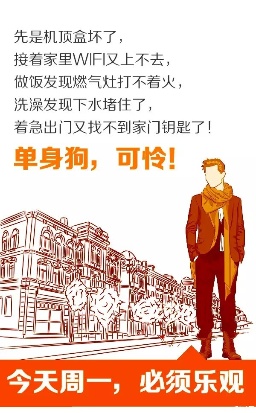 先是机顶盒坏了，
接着家里WIFI又上不去，
做饭发现燃气灶打不着火，
洗澡发现下水堵住了，
着急出门又找不到家门钥匙了！
单身狗，可怜！
今天周一，必须乐观